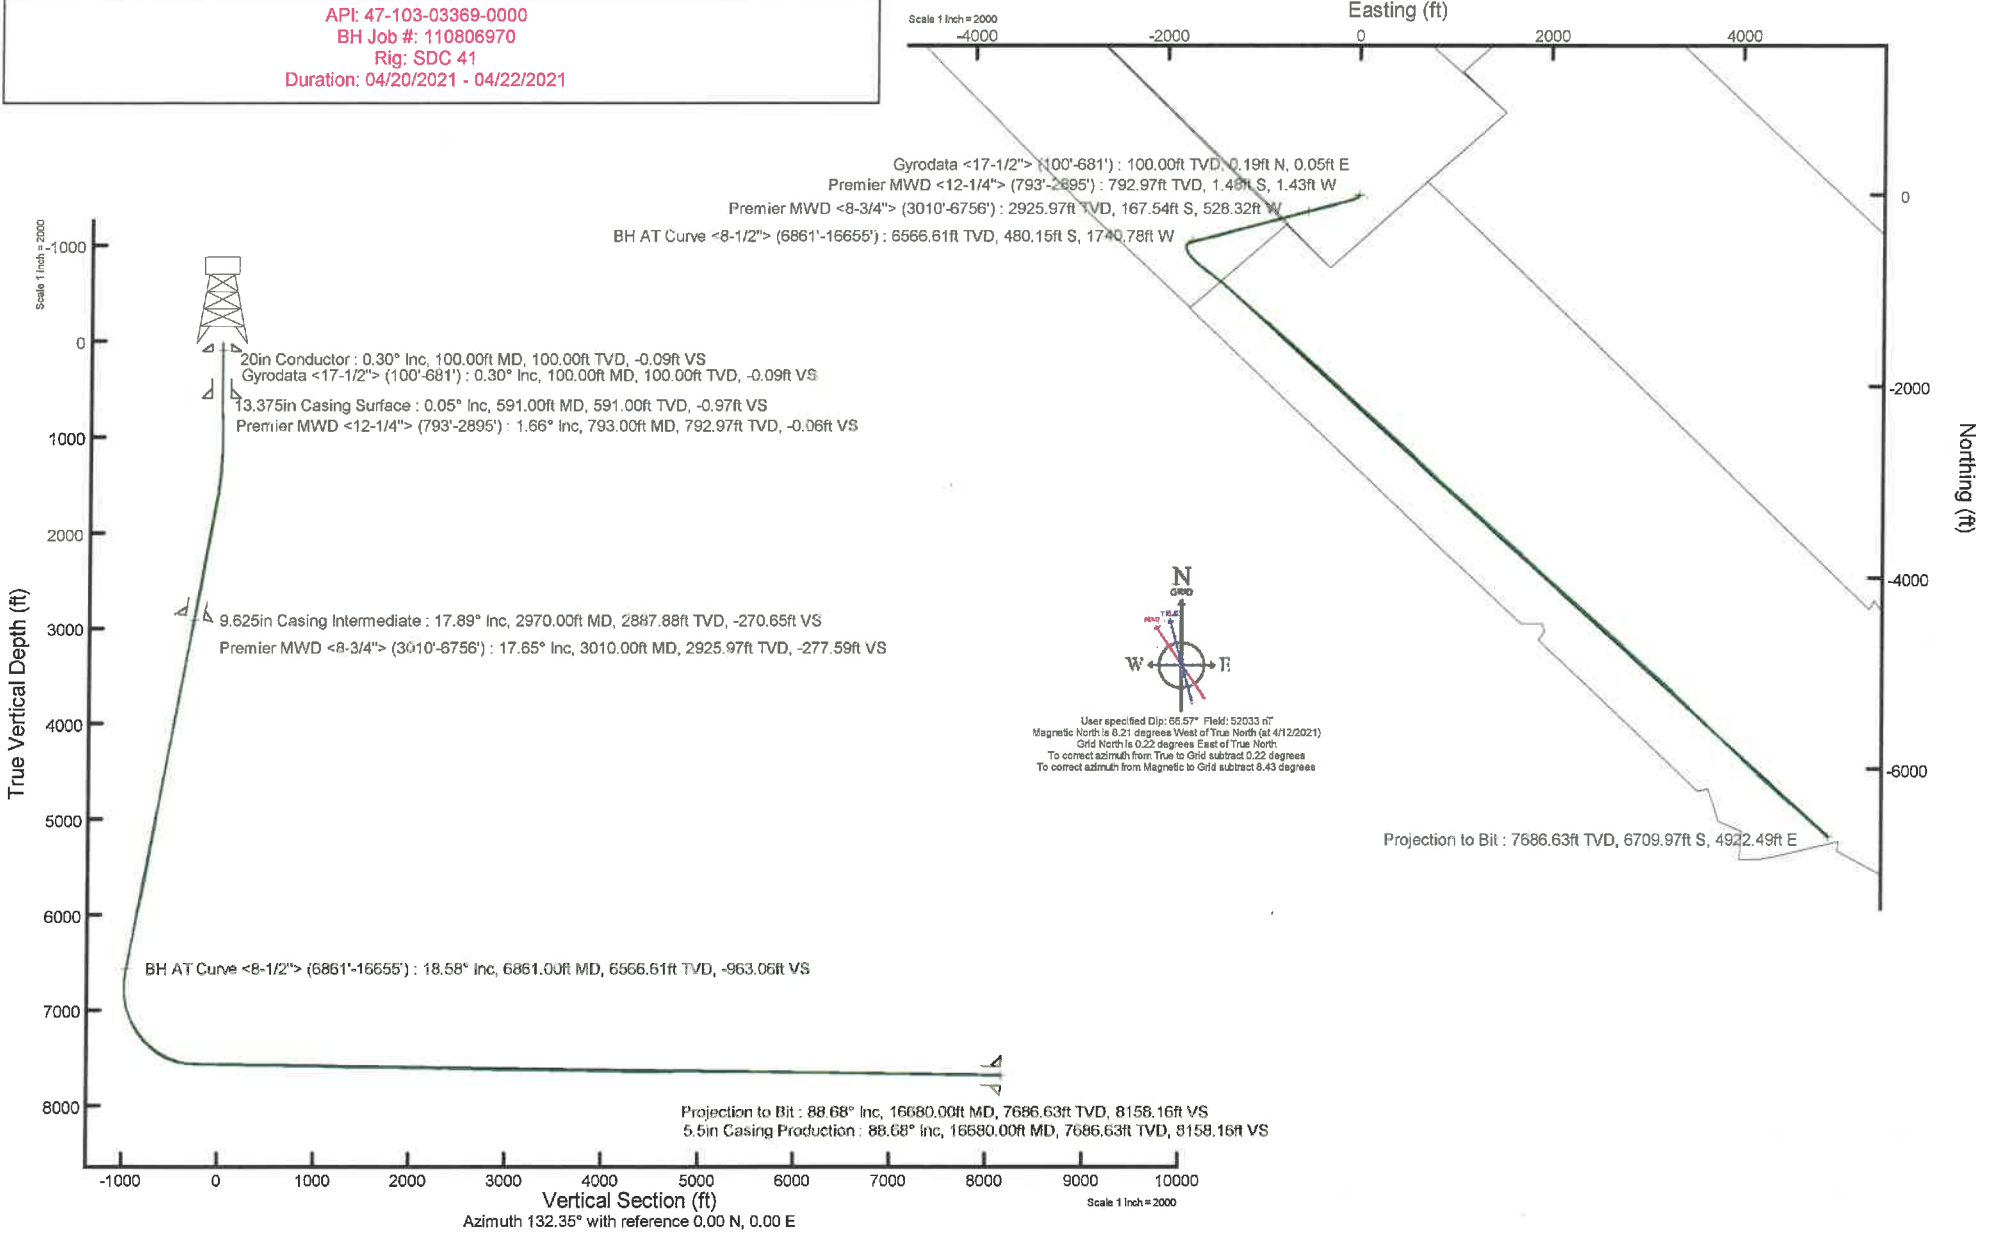 API: 47-103-03369-0000
BH Job #: 110806970
Rig: SDC 41
Duration: 04/20/2021 - 04/22/2021
Scale 1 inch = 2000
Easting (ft)
-4000
-2000
0
2000
4000
Gyrodata <17-1/2"> (100'-681') : 100.00ft TVD, 0.19ft N, 0.05ft E
Premier MWD <12-1/4"> (793'-2895') : 792.97ft TVD, 1.48ft S, 1.43ft W
Premier MWD <8-3/4"> (3010'-6756') : 2925.97ft TVD, 167.54ft S, 528.32ft W
BH AT Curve <8-1/2"> (6861'-16655') : 6566.61ft TVD, 480.15ft S, 1740.78ft W
0
-2000
-4000
-6000
Northing (ft)
Projection to Bit : 7686.63ft TVD, 6709.97ft S, 4922.49ft E
Scale 1 inch = 2000
-1000
0
1000
2000
3000
4000
5000
6000
7000
8000
True Vertical Depth (ft)
20in Conductor : 0.30° Inc, 100.00ft MD, 100.00ft TVD, -0.09ft VS
Gyrodata <17-1/2"> (100'-681') : 0.30° Inc, 100.00ft MD, 100.00ft TVD, -0.09ft VS
13.375in Casing Surface : 0.05° Inc, 591.00ft MD, 591.00ft TVD, -0.97ft VS
Premier MWD <12-1/4"> (793'-2895') : 1.66° Inc, 793.00ft MD, 792.97ft TVD, -0.06ft VS
9.625in Casing Intermediate : 17.89° Inc, 2970.00ft MD, 2887.88ft TVD, -270.65ft VS
Premier MWD <8-3/4"> (3010'-6756') : 17.65° Inc, 3010.00ft MD, 2925.97ft TVD, -277.59ft VS
BH AT Curve <8-1/2"> (6861'-16655') : 18.58° Inc, 6861.00ft MD, 6566.61ft TVD, -963.06ft VS
Projection to Bit : 88.68° Inc, 16680.00ft MD, 7686.63ft TVD, 8158.16ft VS
5.5in Casing Production : 88.68° Inc, 16680.00ft MD, 7686.63ft TVD, 8158.16ft VS
N
GRID
TRUE
W
E
User specified Dip: 66.57° Field: 52033 nT
Magnetic North is 8.21 degrees West of True North (at 4/12/2021)
Grid North is 0.22 degrees East of True North
To correct azimuth from True to Grid subtract 0.22 degrees
To correct azimuth from Magnetic to Grid subtract 8.43 degrees
-1000
0
1000
2000
3000
4000
5000
6000
7000
8000
9000
10000
Vertical Section (ft)
Scale 1 inch = 2000
Azimuth 132.35° with reference 0.00 N, 0.00 E